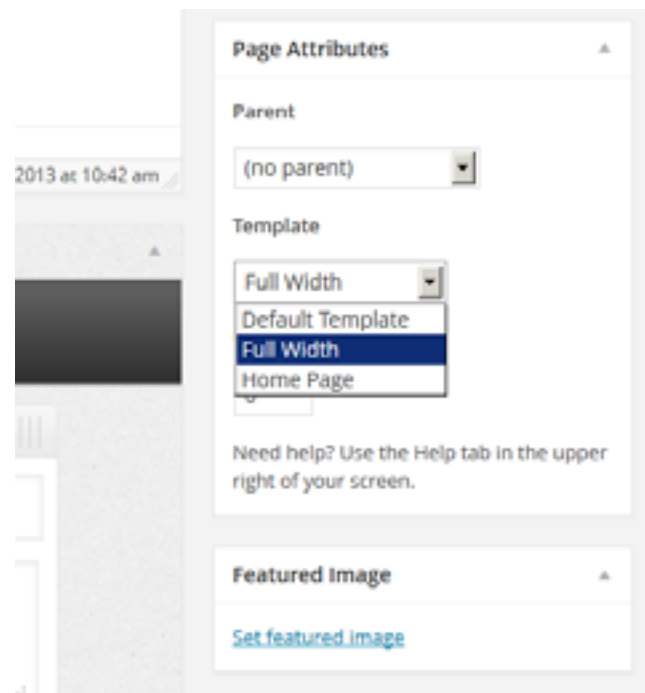 Page Attributes
Parent
(no parent)
2013 at 10:42 am
Template
Full Width
Default Template
Full Width
Home Page
Need help? Use the Help tab in the upper
right of your screen.
Featured Image
Set featured image